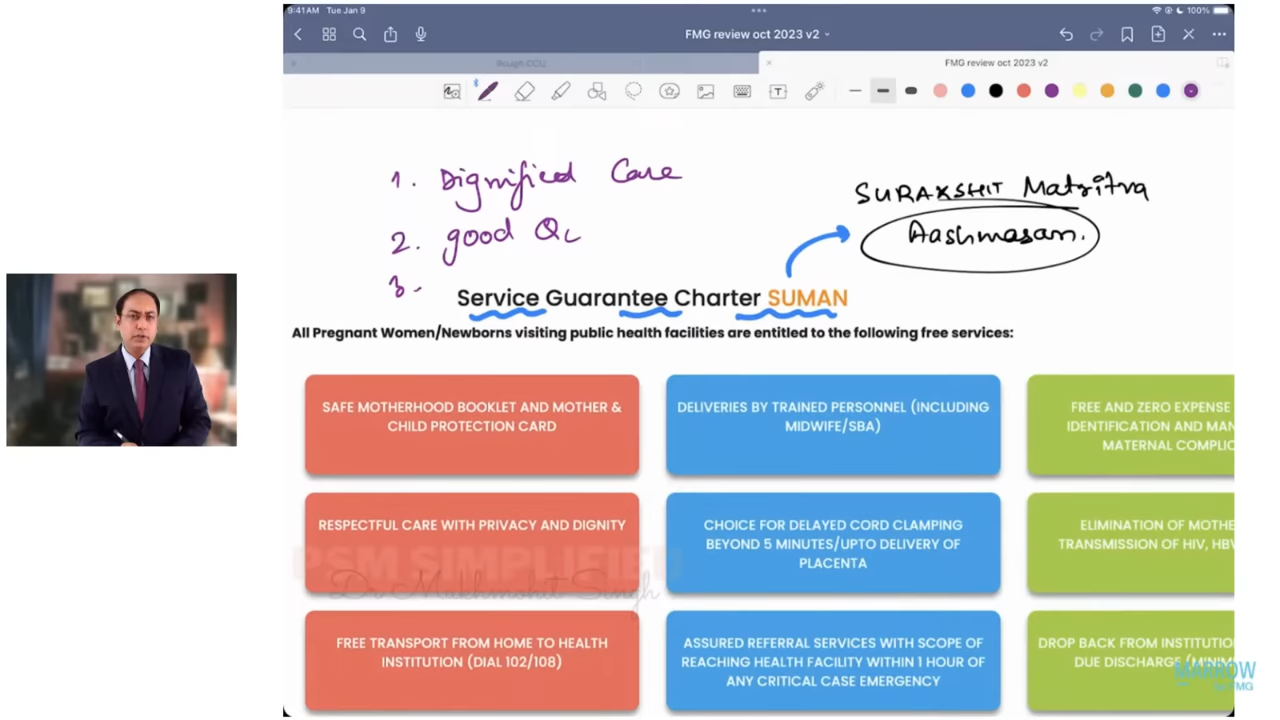 9:41AM Tue Jan 9
100%
FMG review oct 2023 v2
Rough CCU
FMG review oct 2023 v2
1. Dignified Care
2. good Qc
3.
SURAKSHIT Matritva
Aashwasan.
Service Guarantee Charter SUMAN
All Pregnant Women/Newborns visiting public health facilities are entitled to the following free services:
SAFE MOTHERHOOD BOOKLET AND MOTHER &
CHILD PROTECTION CARD
DELIVERIES BY TRAINED PERSONNEL (INCLUDING
MIDWIFE/SBA)
FREE AND ZERO EXPENSE
IDENTIFICATION AND MAN
MATERNAL COMPLIC
RESPECTFUL CARE WITH PRIVACY AND DIGNITY
CHOICE FOR DELAYED CORD CLAMPING
BEYOND 5 MINUTES/UPTO DELIVERY OF
PLACENTA
ELIMINATION OF MOTHE
TRANSMISSION OF HIV, HBV
PSM SIMPLIFIED
Dr Mukhmohit Singh
FREE TRANSPORT FROM HOME TO HEALTH
INSTITUTION (DIAL 102/108)
ASSURED REFERRAL SERVICES WITH SCOPE OF
REACHING HEALTH FACILITY WITHIN 1 HOUR OF
ANY CRITICAL CASE EMERGENCY
DROP BACK FROM INSTITUTIO
DUE DISCHARGE
MARROW
FMG